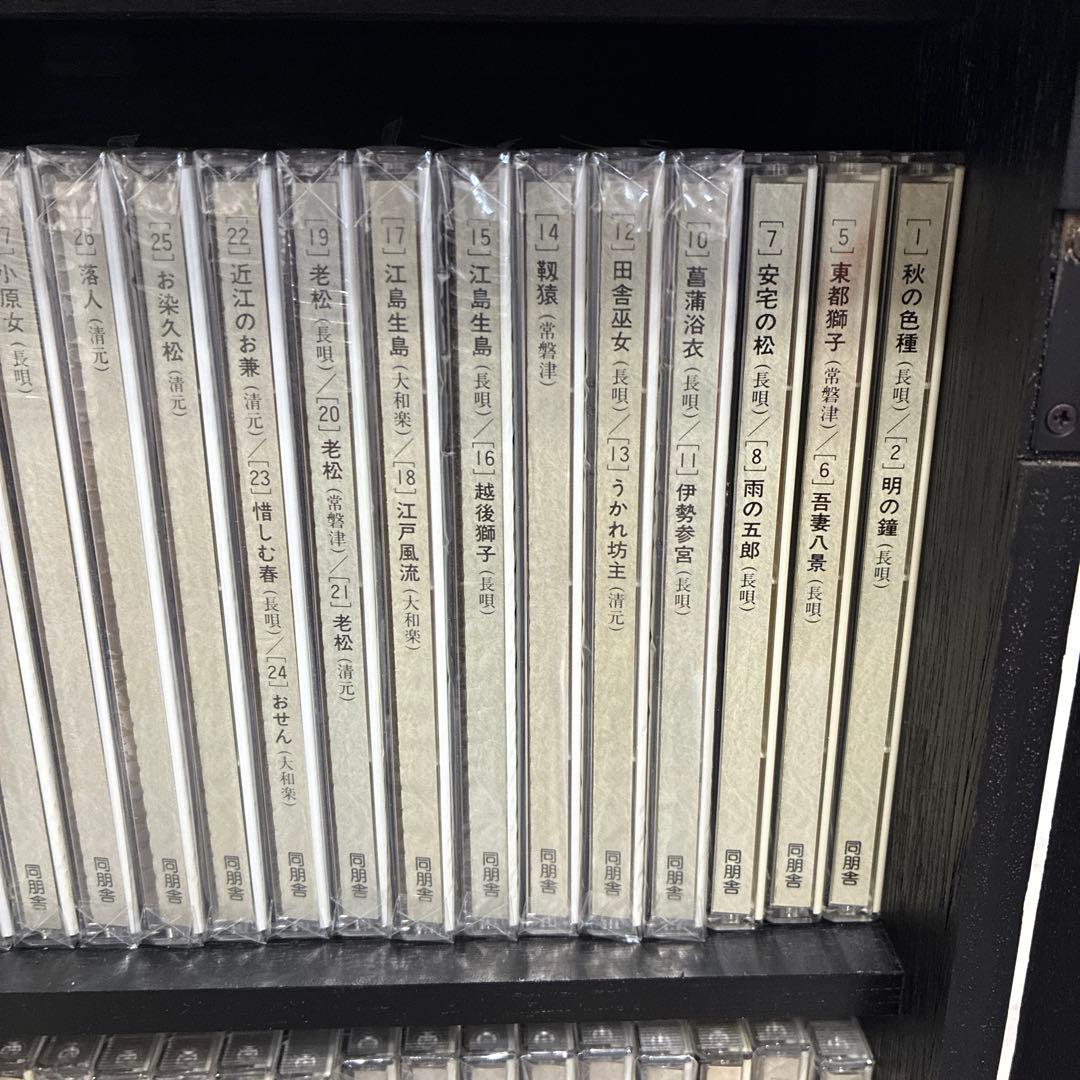 [1]秋の色種(長唄)/[2]明の鐘(長唄) 同朋舎
[5]東都獅子(常磐津)/[6]吾妻八景(長唄) 同朋舎
[7]安宅の松(長唄)/[8]雨の五郎(長唄) 同朋舎
[10]菖蒲浴衣(長唄)/[11]伊勢参宮(長唄) 同朋舎
[12]田舎巫女(長唄)/[13]うかれ坊主(清元) 同朋舎
[14]靱猿(常磐津) 同朋舎
[15]江島生島(長唄)/[16]越後獅子(長唄) 同朋舎
[17]江島生島(大和楽)/[18]江戸風流(大和楽) 同朋舎
[19]老松(長唄)/[20]老松(常磐津)/[21]老松(清元) 同朋舎
[22]近江のお兼(清元)/[23]惜しむ春(長唄)/[24]おせん(大和楽) 同朋舎
[25]お染久松(清元) 同朋舎
[26]落人(清元) 同朋舎
7]小原女(長唄) 同朋舎